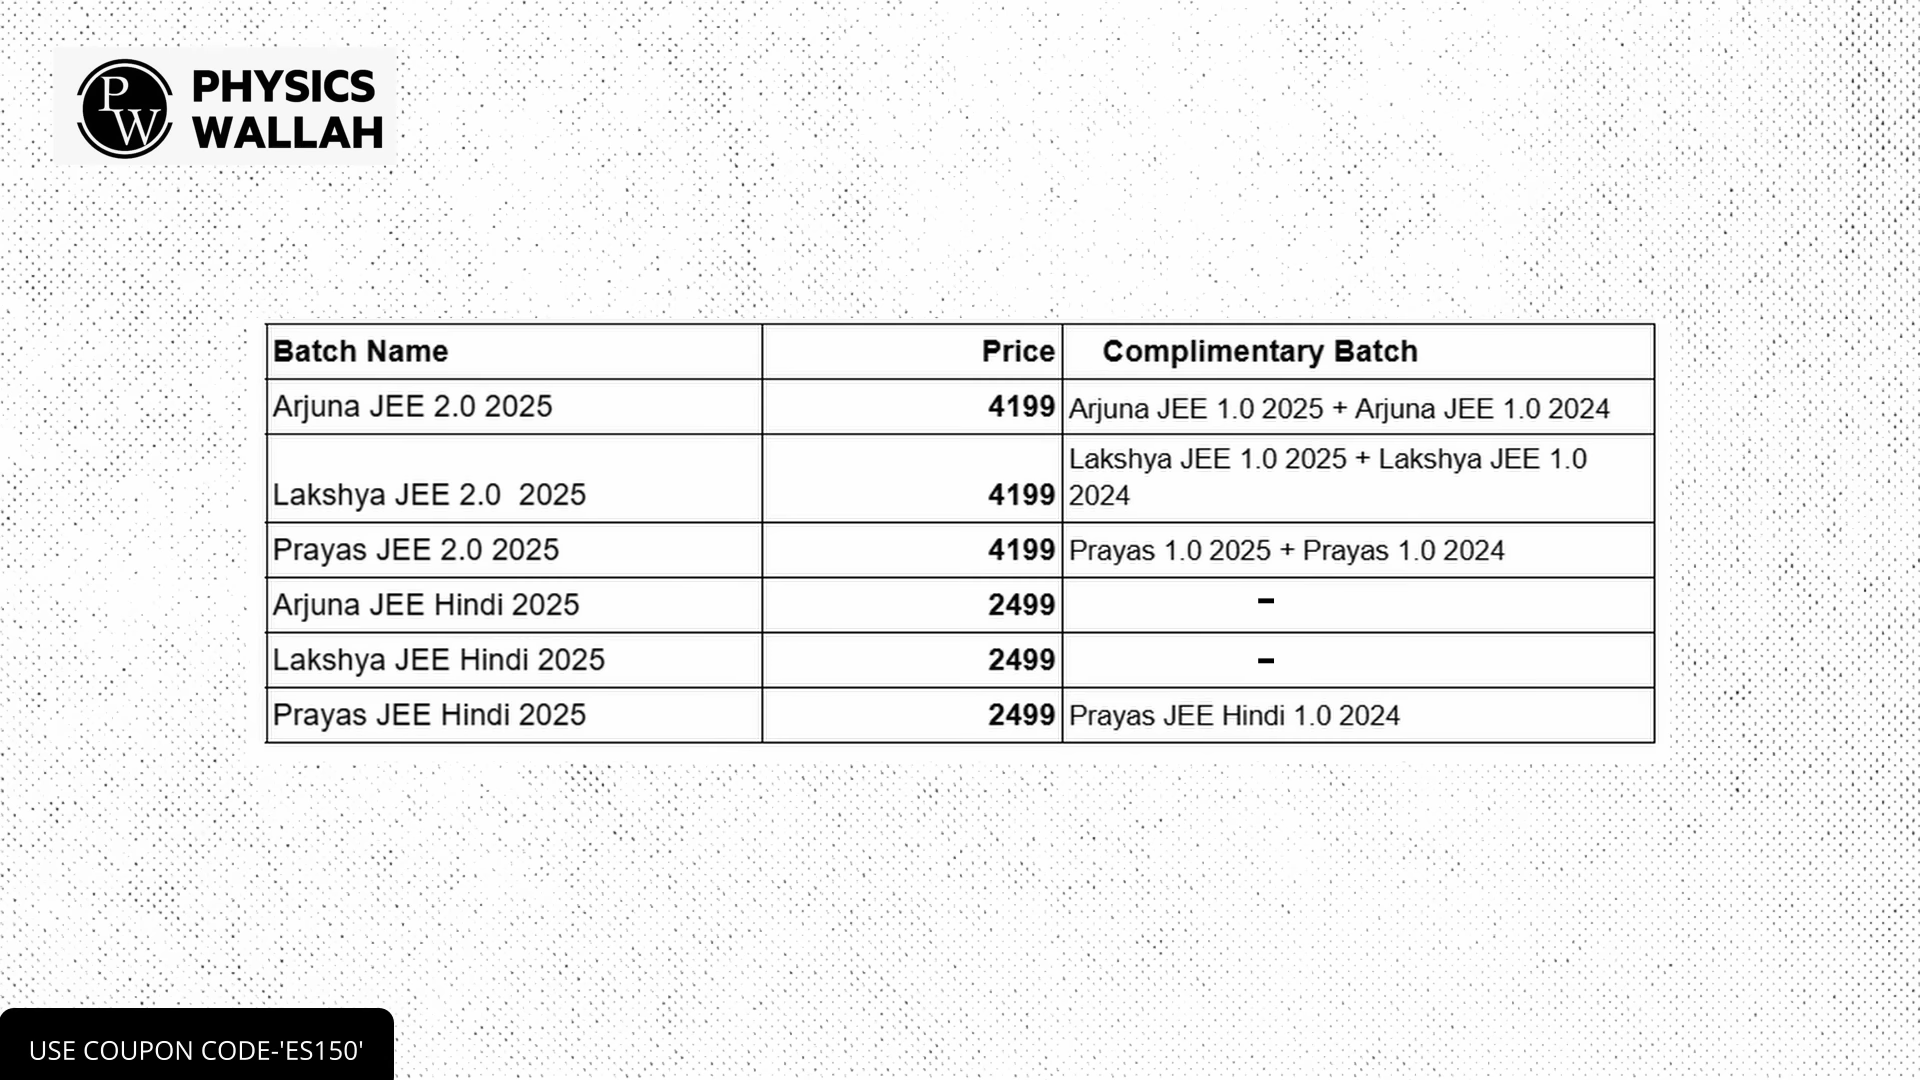 PHYSICS
WALLAH
Batch Name Price Complimentary Batch
Arjuna JEE 2.0 2025 4199 Arjuna JEE 1.0 2025 + Arjuna JEE 1.0 2024
Lakshya JEE 2.0  2025 4199 Lakshya JEE 1.0 2025 + Lakshya JEE 1.0
2024
Prayas JEE 2.0 2025 4199 Prayas 1.0 2025 + Prayas 1.0 2024
Arjuna JEE Hindi 2025 2499 -
Lakshya JEE Hindi 2025 2499 -
Prayas JEE Hindi 2025 2499 Prayas JEE Hindi 1.0 2024
USE COUPON CODE-'ES150'